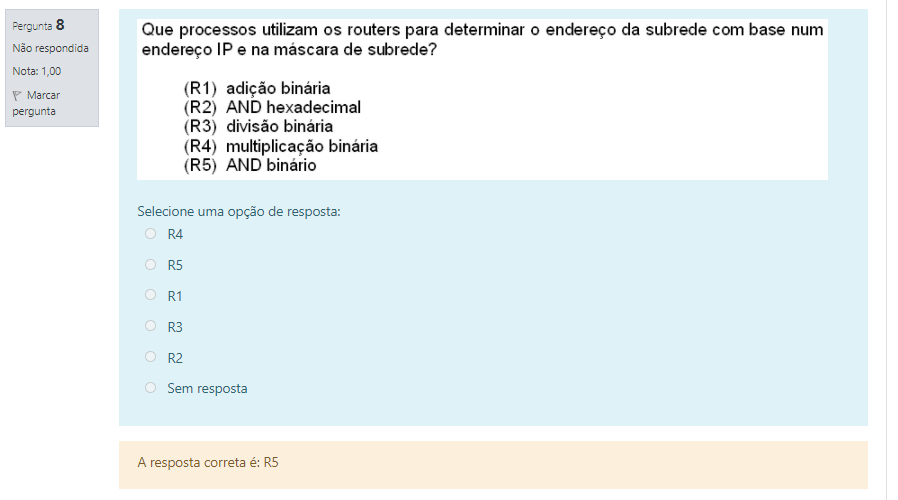 Pergunta 8
Não respondida
Nota: 1,00
Marcar
pergunta
Que processos utilizam os routers para determinar o endereço da subrede com base num
endereço IP e na máscara de subrede?
(R1) adição binária
(R2) AND hexadecimal
(R3) divisão binária
(R4) multiplicação binária
(R5) AND binário
Selecione uma opção de resposta:
R4
R5
R1
R3
R2
Sem resposta
A resposta correta é: R5